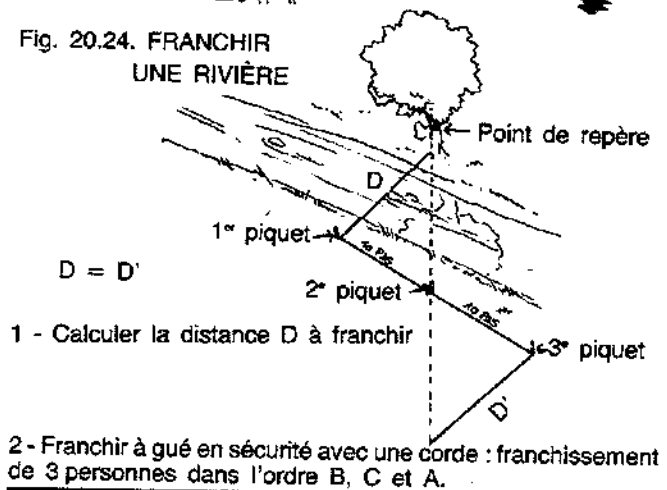 Fig. 20.24. FRANCHIR
UNE RIVIÈRE
Point de repère
D
1er piquet
10 PAS
D = D'
2e piquet
10 PAS
1 - Calculer la distance D à franchir
3e piquet
D'
2 - Franchir à gué en sécurité avec une corde : franchissement
de 3 personnes dans l'ordre B, C et A.